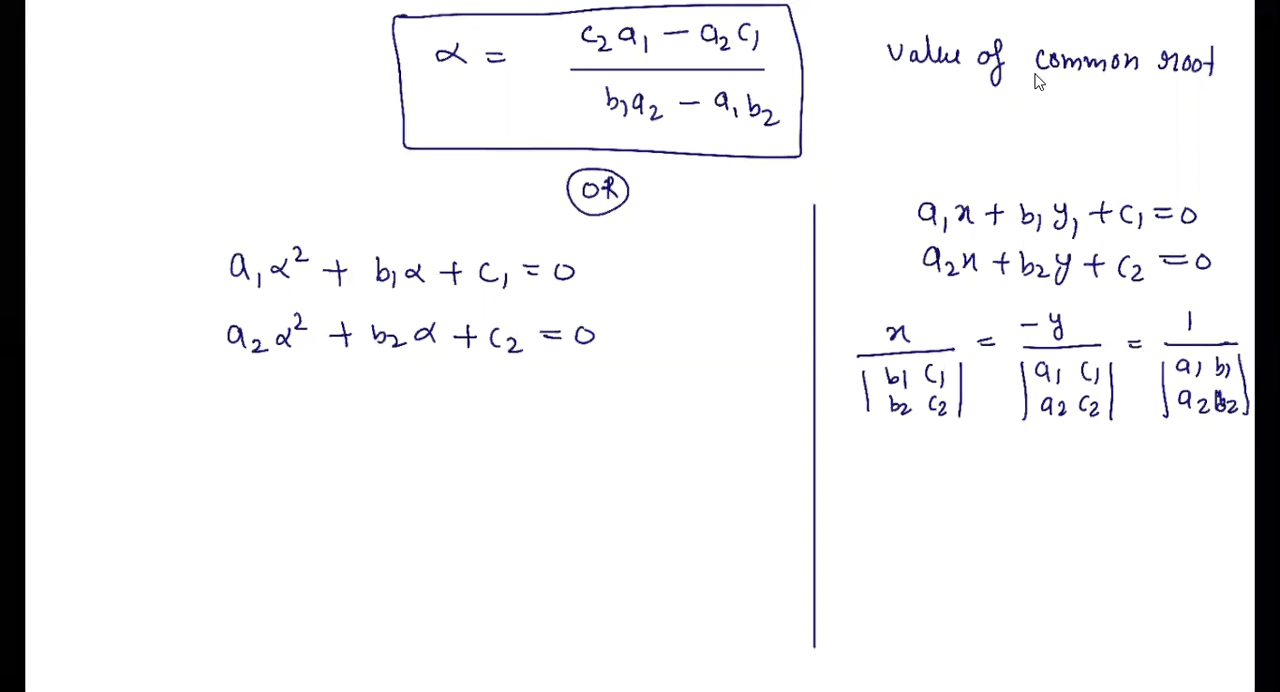 α = (c₂a₁ − a₂c₁) / (b₁a₂ − a₁b₂)
value of common root
OR
a₁α² + b₁α + c₁ = 0
a₂α² + b₂α + c₂ = 0
a₁x + b₁y₁ + c₁ = 0
a₂x + b₂y + c₂ = 0
x / |b₁ c₁; b₂ c₂| = −y / |a₁ c₁; a₂ c₂| = 1 / |a₁ b₁; a₂ b₂|